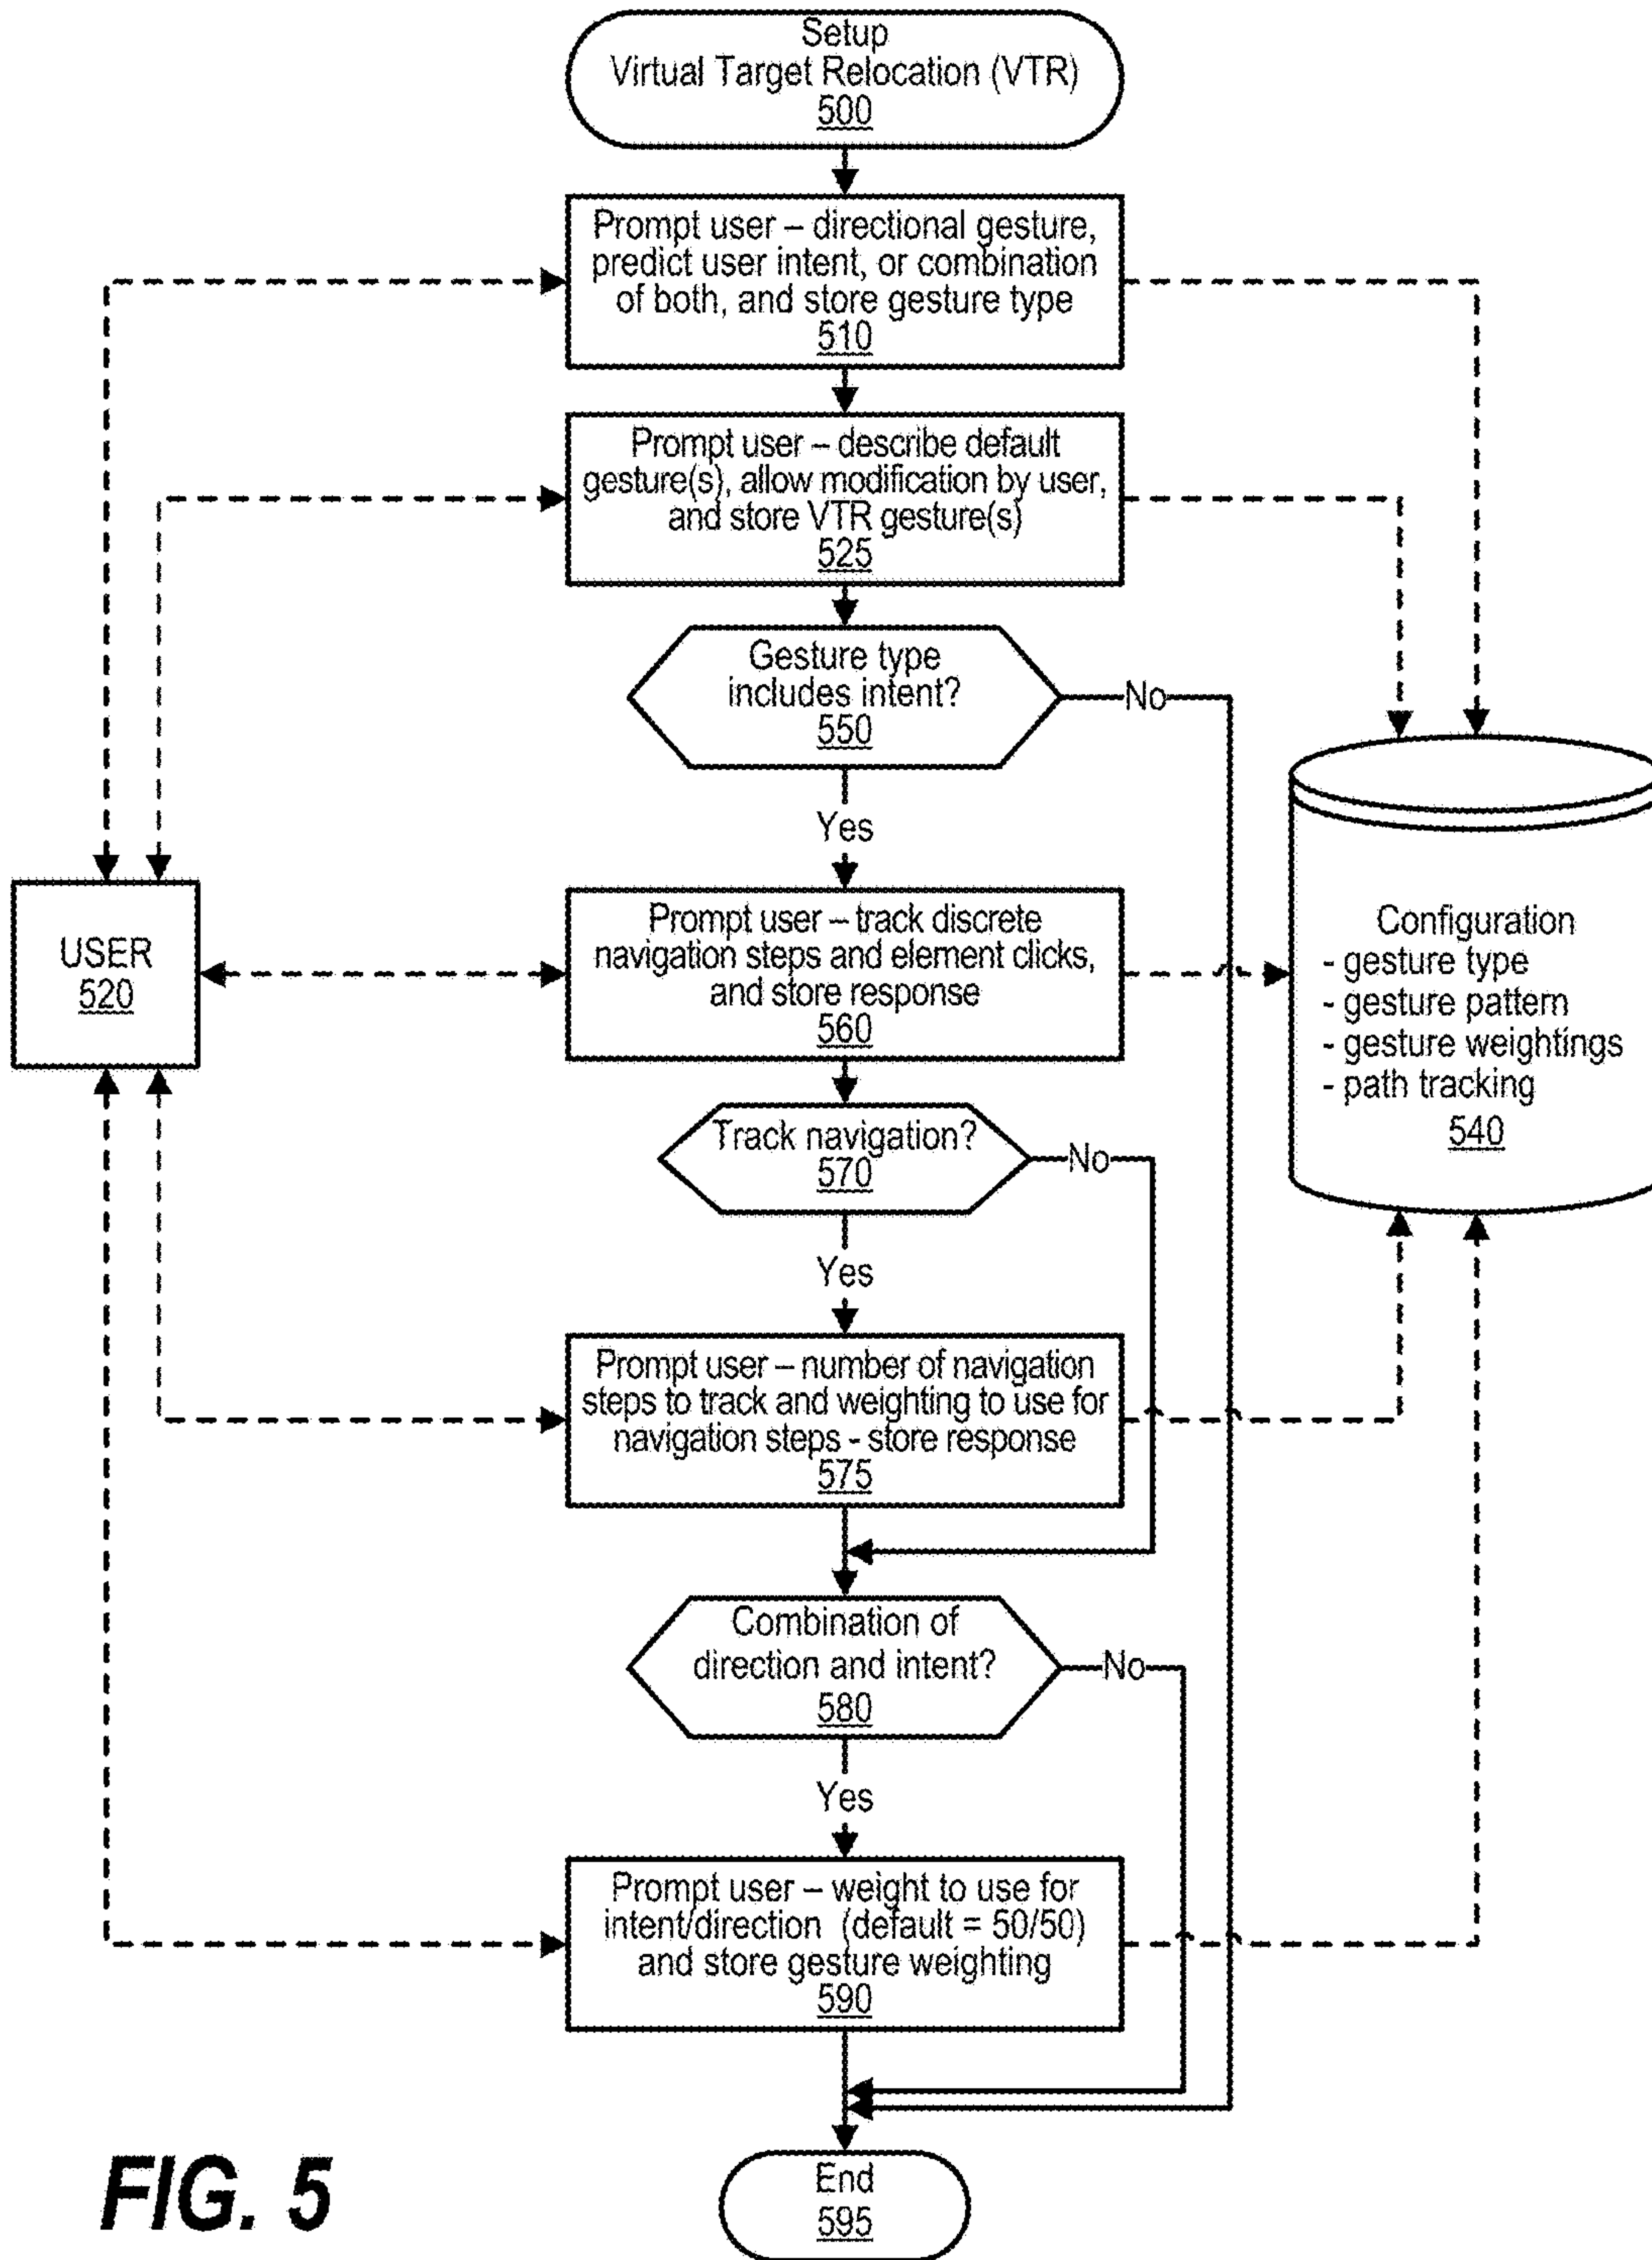 Setup
Virtual Target Relocation (VTR)
500
Prompt user – directional gesture,
predict user intent, or combination
of both, and store gesture type
510
Prompt user – describe default
gesture(s), allow modification by user,
and store VTR gesture(s)
525
Gesture type
includes intent?
550
No
Yes
USER
520
Prompt user – track discrete
navigation steps and element clicks,
and store response
560
Configuration
- gesture type
- gesture pattern
- gesture weightings
- path tracking
540
Track navigation?
570
No
Yes
Prompt user – number of navigation
steps to track and weighting to use for
navigation steps - store response
575
Combination of
direction and intent?
580
No
Yes
Prompt user – weight to use for
intent/direction (default = 50/50)
and store gesture weighting
590
End
595
FIG. 5